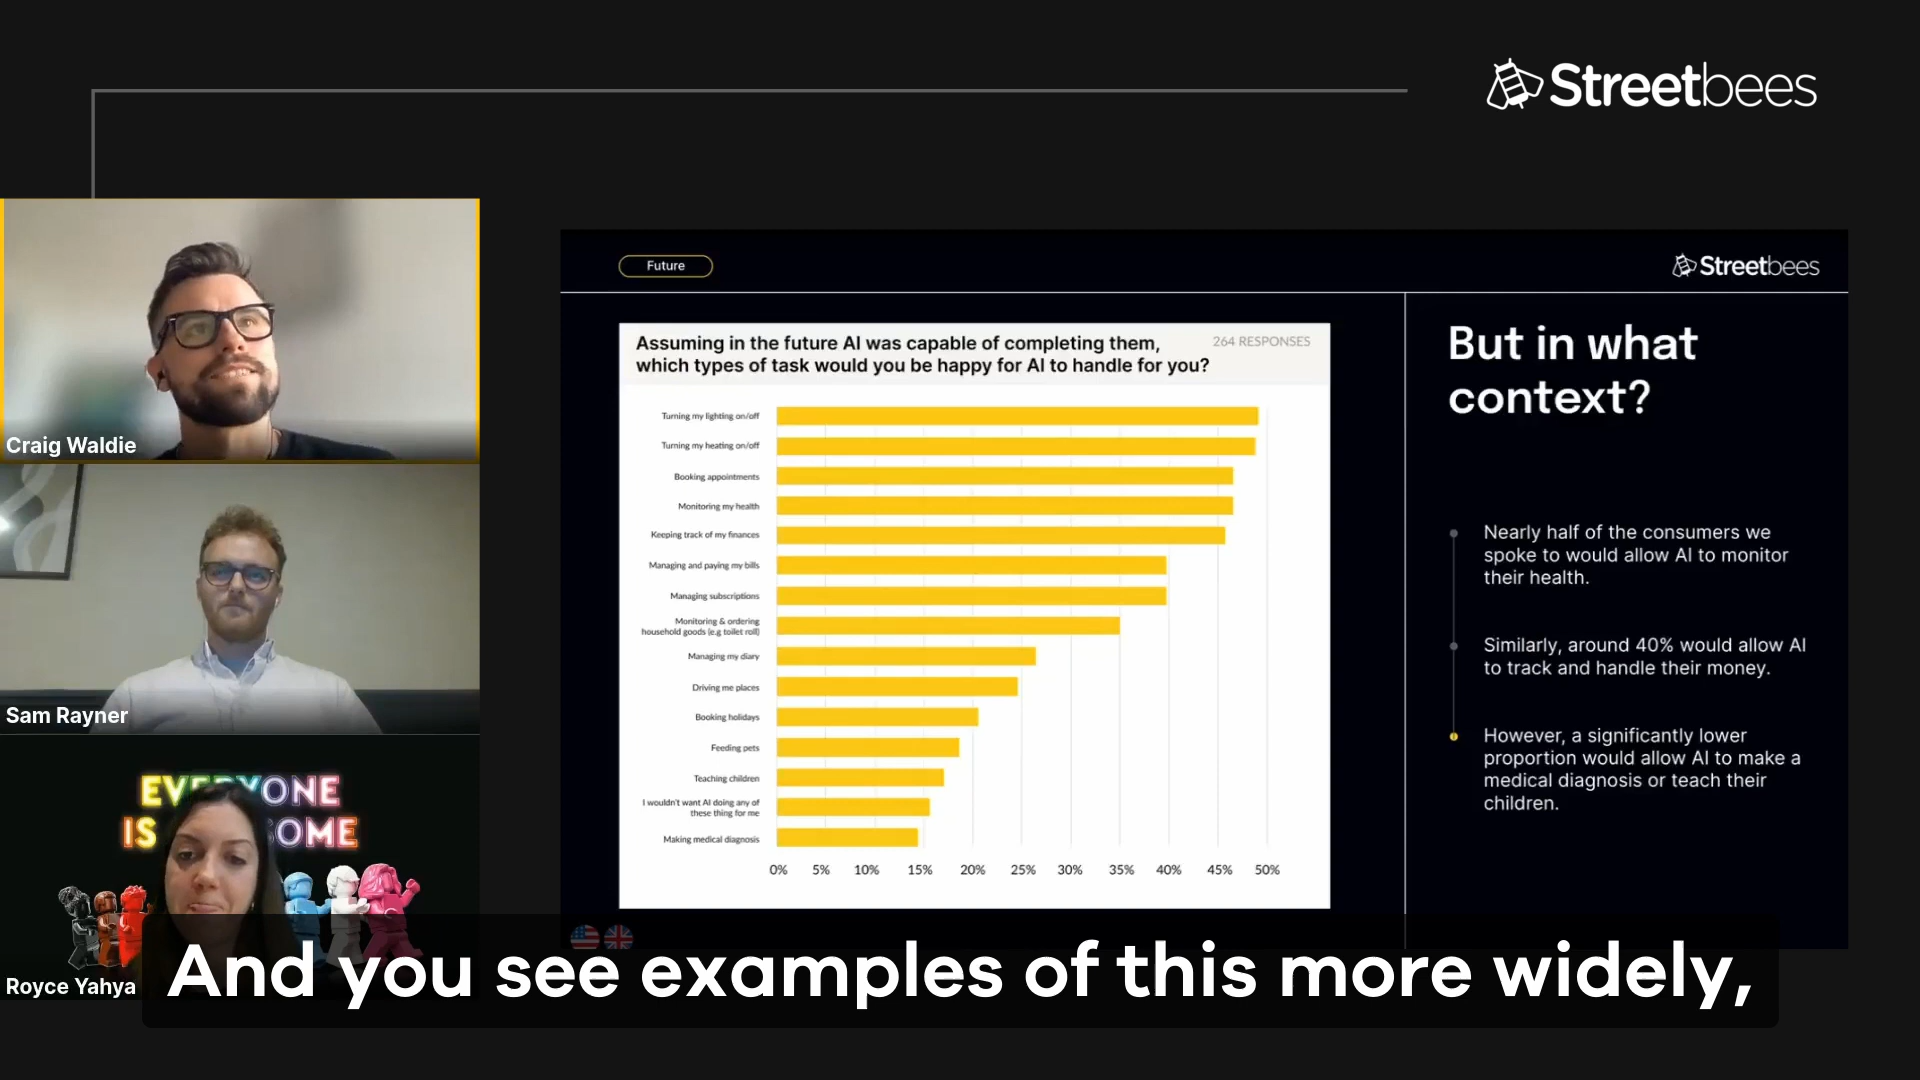 Streetbees
Craig Waldie
Sam Rayner
EVERYONE
IS
OME
Royce Yahya
Future
Streetbees
Assuming in the future AI was capable of completing them,
which types of task would you be happy for AI to handle for you?
264 RESPONSES
Turning my lighting on/off
Turning my heating on/off
Booking appointments
Monitoring my health
Keeping track of my finances
Managing and paying my bills
Managing subscriptions
Monitoring & ordering
household goods (e.g toilet roll)
Managing my diary
Driving me places
Booking holidays
Feeding pets
Teaching children
I wouldn't want AI doing any of
these thing for me
Making medical diagnosis
0% 5% 10% 15% 20% 25% 30% 35% 40% 45% 50%
But in what
context?
Nearly half of the consumers we
spoke to would allow AI to monitor
their health.
Similarly, around 40% would allow AI
to track and handle their money.
However, a significantly lower
proportion would allow AI to make a
medical diagnosis or teach their
children.
And you see examples of this more widely,